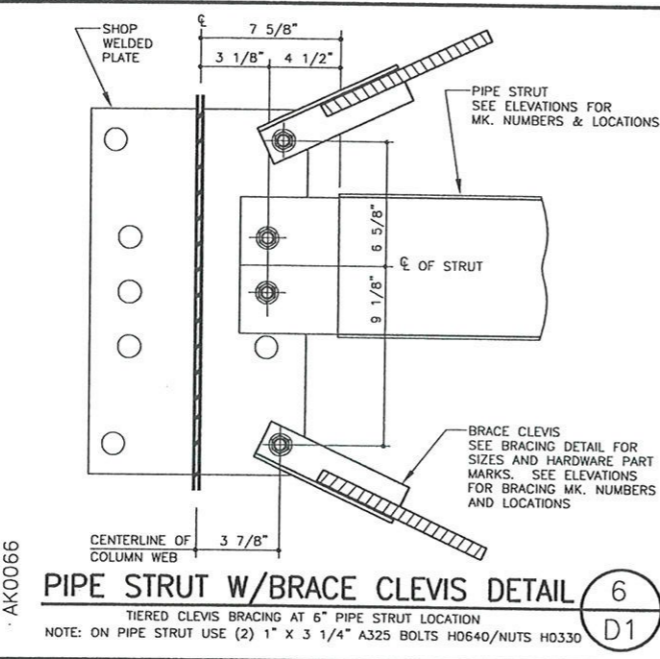 SHOP
WELDED
PLATE
℄
7 5/8"
3 1/8"
4 1/2"
PIPE STRUT
SEE ELEVATIONS FOR
MK. NUMBERS & LOCATIONS
6 5/8"
℄ OF STRUT
9 1/8"
BRACE CLEVIS
SEE BRACING DETAIL FOR
SIZES AND HARDWARE PART
MARKS. SEE ELEVATIONS
FOR BRACING MK. NUMBERS
AND LOCATIONS
CENTERLINE OF
COLUMN WEB
3 7/8"
AK0066
PIPE STRUT W/BRACE CLEVIS DETAIL
6
D1
TIERED CLEVIS BRACING AT 6" PIPE STRUT LOCATION
NOTE: ON PIPE STRUT USE (2) 1" X 3 1/4" A325 BOLTS H0640/NUTS H0330